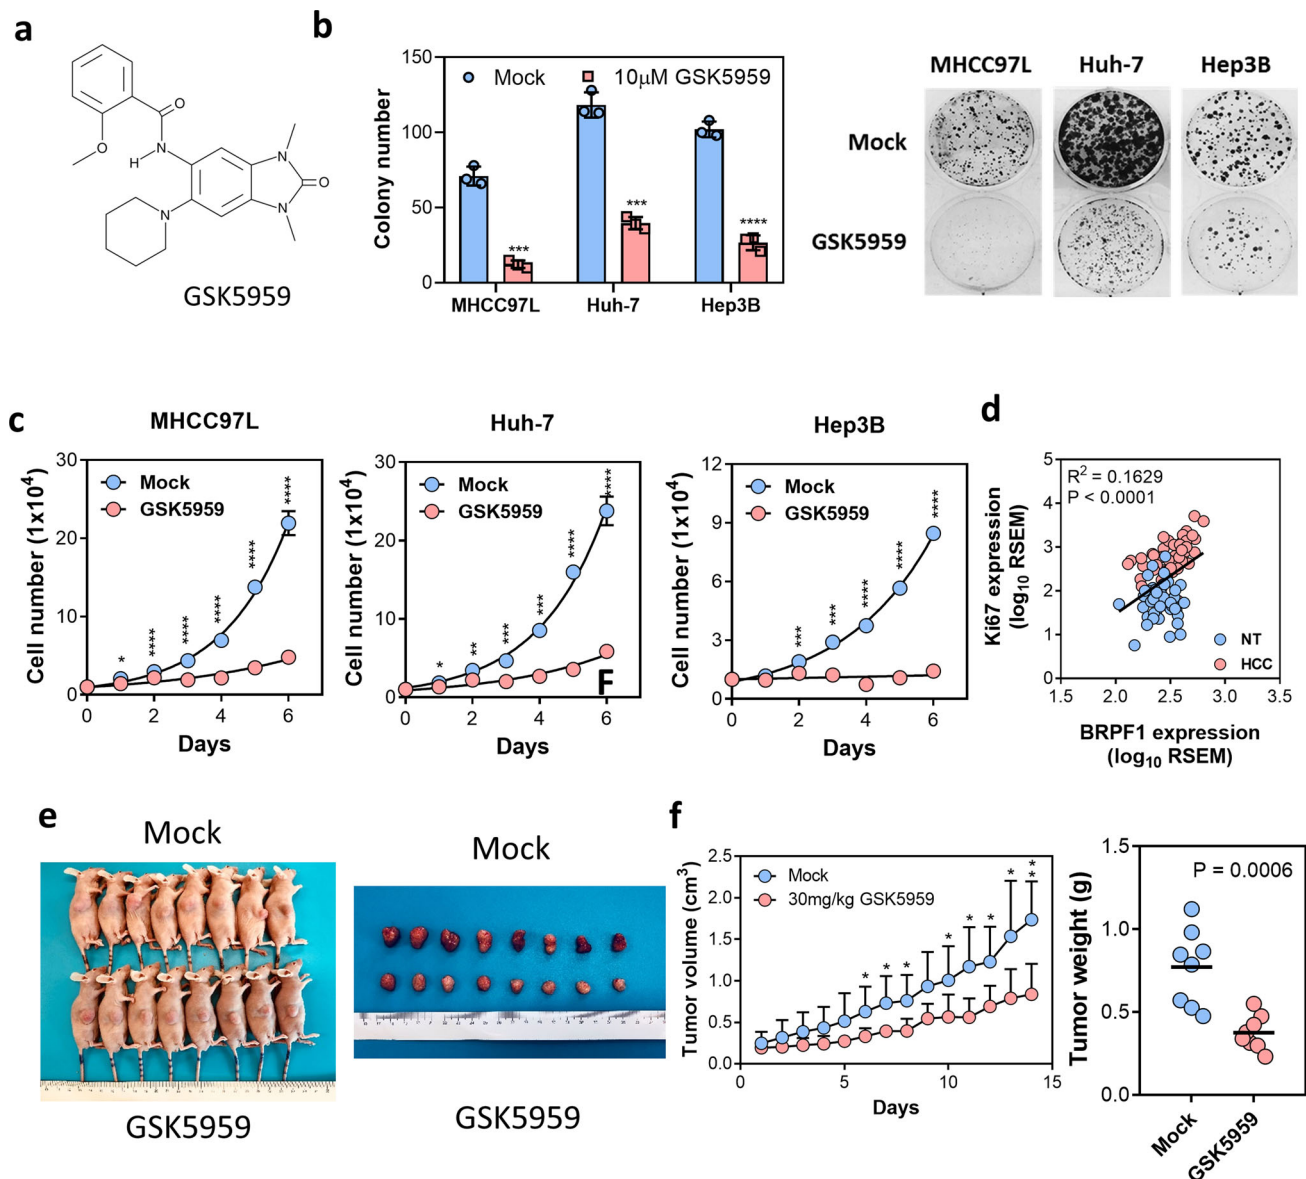 a
O
N
H
O
N
N
O
N
GSK5959
b
150
100
50
0
Colony number
Mock
10μM GSK5959
***
***
****
MHCC97L
Huh-7
Hep3B
MHCC97L
Huh-7
Hep3B
Mock
GSK5959
c
MHCC97L
30
20
10
0
Cell number (1x10⁴)
Mock
GSK5959
*
****
****
****
****
****
0
2
4
6
Days
Huh-7
30
20
10
0
Cell number (1x10⁴)
Mock
GSK5959
*
**
***
***
****
****
F
0
2
4
6
Days
Hep3B
12
9
6
3
0
Cell number (1x10⁴)
Mock
GSK5959
***
***
****
****
****
0
2
4
6
Days
d
5
4
3
2
1
0
Ki67 expression
(log₁₀ RSEM)
R² = 0.1629
P < 0.0001
NT
HCC
1.5
2.0
2.5
3.0
3.5
BRPF1 expression
(log₁₀ RSEM)
e
Mock
GSK5959
Mock
GSK5959
f
2.5
2.0
1.5
1.0
0.5
0.0
Tumor volume (cm³)
Mock
30mg/kg GSK5959
*
*
*
*
*
*
*
**
0
5
10
15
Days
1.5
1.0
0.5
0.0
Tumor weight (g)
P = 0.0006
Mock
GSK5959